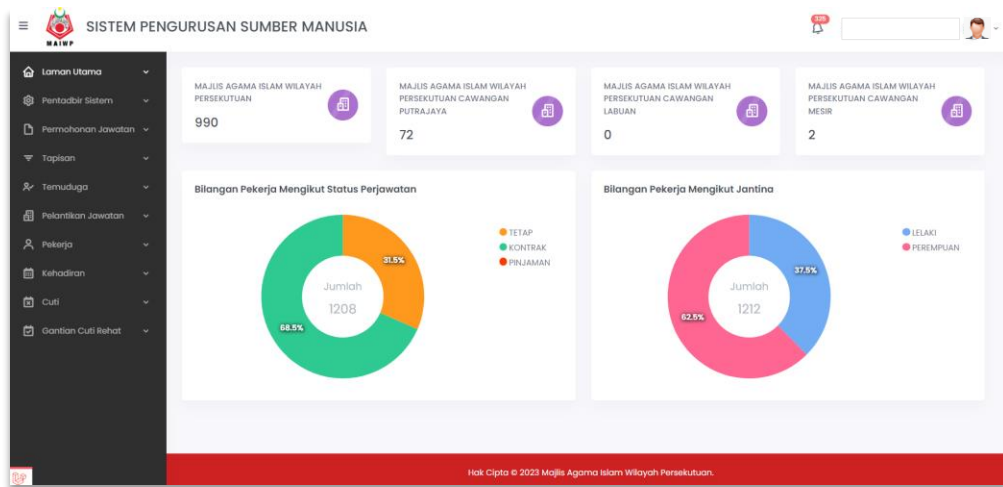 SISTEM PENGURUSAN SUMBER MANUSIA
325
MAIWP
Laman Utama
Pentadbir Sistem
Permohonan Jawatan
Tapisan
Temuduga
Pelantikan Jawatan
Pekerja
Kehadiran
Cuti
Gantian Cuti Rehat
MAJLIS AGAMA ISLAM WILAYAH
PERSEKUTUAN
990
MAJLIS AGAMA ISLAM WILAYAH
PERSEKUTUAN CAWANGAN
PUTRAJAYA
72
MAJLIS AGAMA ISLAM WILAYAH
PERSEKUTUAN CAWANGAN
LABUAN
0
MAJLIS AGAMA ISLAM WILAYAH
PERSEKUTUAN CAWANGAN
MESIR
2
Bilangan Pekerja Mengikut Status Perjawatan
TETAP
KONTRAK
PINJAMAN
31.5%
Jumlah
1208
68.5%
Bilangan Pekerja Mengikut Jantina
LELAKI
PEREMPUAN
37.5%
Jumlah
1212
62.5%
Hak Cipta © 2023 Majlis Agama Islam Wilayah Persekutuan.